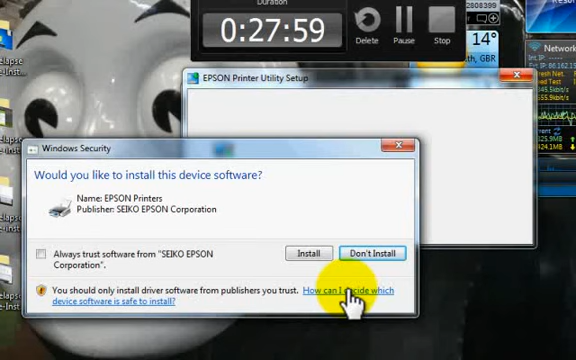 Duration
0:27:59
Delete
Pause
Stop
14°
GBR
Network
EPSON Printer Utility Setup
Windows Security
Would you like to install this device software?
Name: EPSON Printers
Publisher: SEIKO EPSON Corporation
Always trust software from "SEIKO EPSON
Corporation".
Install
Don't Install
You should only install driver software from publishers you trust. How can I decide which
device software is safe to install?